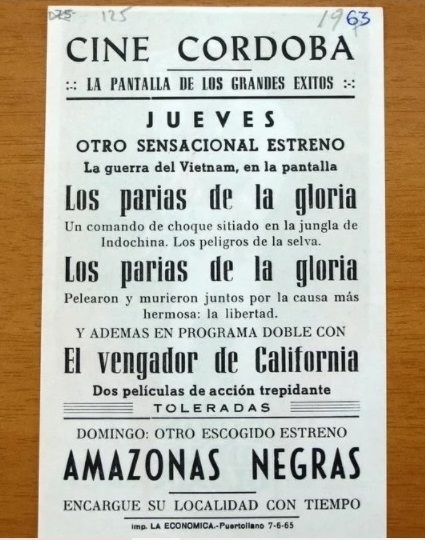 125
1963
CINE CORDOBA
LA PANTALLA DE LOS GRANDES EXITOS
JUEVES
OTRO SENSACIONAL ESTRENO
La guerra del Vietnam, en la pantalla
Los parias de la gloria
Un comando de choque sitiado en la jungla de
Indochina. Los peligros de la selva.
Los parias de la gloria
Pelearon y murieron juntos por la causa más
hermosa: la libertad.
Y ADEMAS EN PROGRAMA DOBLE CON
El vengador de California
Dos películas de acción trepidante
TOLERADAS
DOMINGO: OTRO ESCOGIDO ESTRENO
AMAZONAS NEGRAS
ENCARGUE SU LOCALIDAD CON TIEMPO
Imp. LA ECONOMICA.-Puertollano 7-6-65